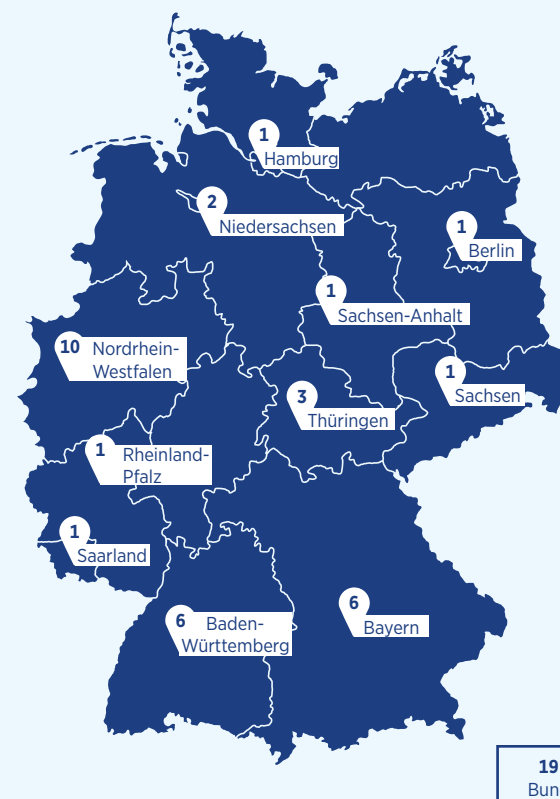 1
Hamburg
2
Niedersachsen
1
Berlin
1
Sachsen-Anhalt
10 Nordrhein-
Westfalen
1
Sachsen
3
Thüringen
1 Rheinland-
Pfalz
1
Saarland
6
Bayern
6 Baden-
Württemberg
19